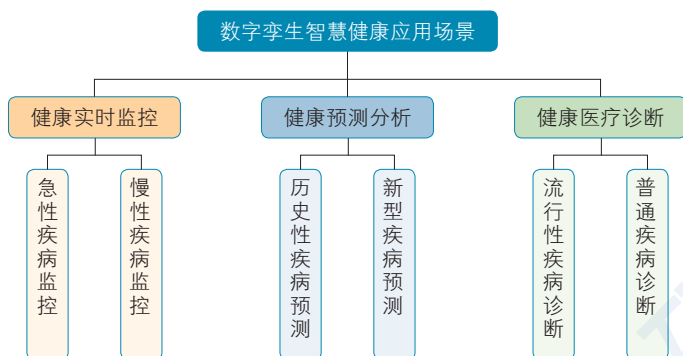 数字孪生智慧健康应用场景
健康实时监控
健康预测分析
健康医疗诊断
急性疾病监控
慢性疾病监控
历史性疾病预测
新型疾病预测
流行性疾病诊断
普通疾病诊断